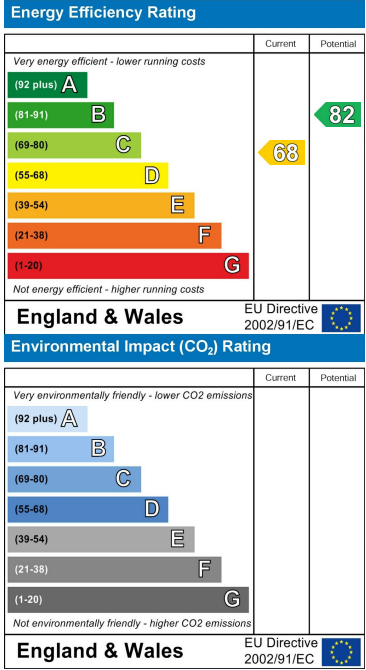 Energy Efficiency Rating
Current Potential
Very energy efficient - lower running costs
(92 plus) A
(81-91) B
82
(69-80) C
68
(55-68) D
(39-54) E
(21-38) F
(1-20) G
Not energy efficient - higher running costs
England & Wales
EU Directive
2002/91/EC
Environmental Impact (CO₂) Rating
Current Potential
Very environmentally friendly - lower CO2 emissions
(92 plus) A
(81-91) B
(69-80) C
(55-68) D
(39-54) E
(21-38) F
(1-20) G
Not environmentally friendly - higher CO2 emissions
England & Wales
EU Directive
2002/91/EC